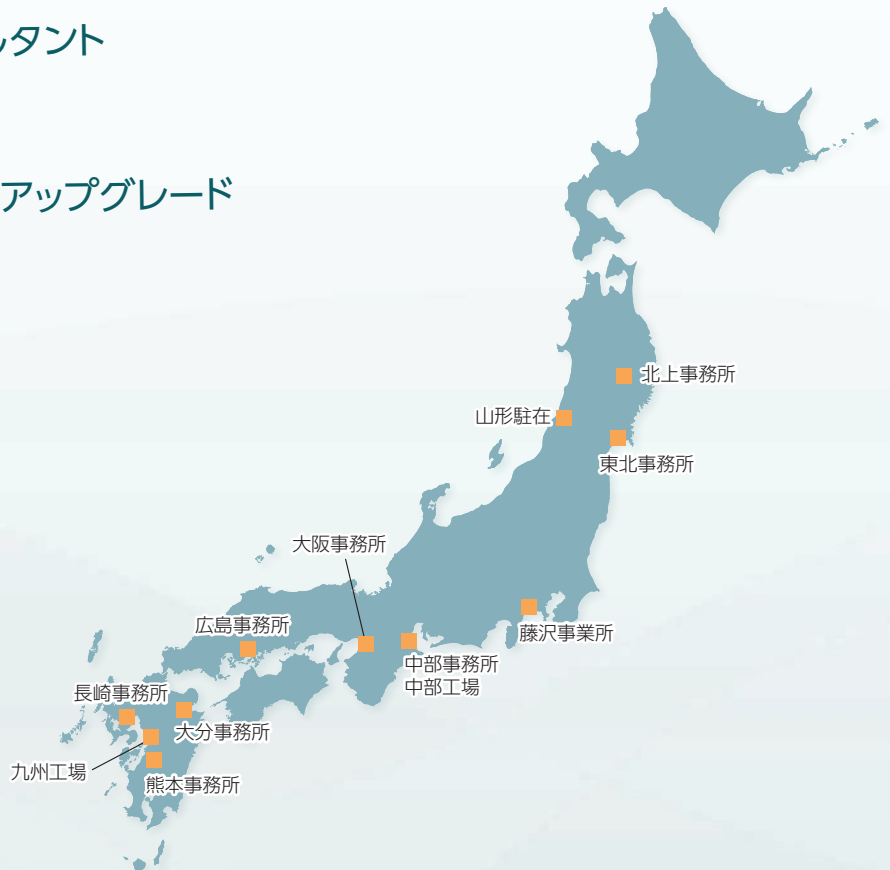 ルタント
アップグレード
北上事務所
山形駐在
東北事務所
大阪事務所
広島事務所
藤沢事業所
中部事務所
中部工場
長崎事務所
大分事務所
九州工場
熊本事務所